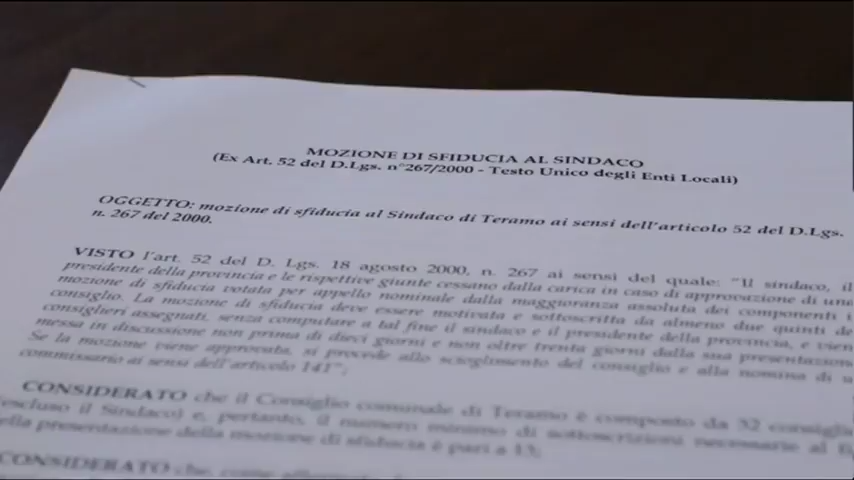 MOZIONE DI SFIDUCIA AL SINDACO
(Ex Art. 52 del D.Lgs. n°267/2000 - Testo Unico degli Enti Locali)
OGGETTO: mozione di sfiducia al Sindaco di Teramo ai sensi dell'articolo 52 del D.Lgs.
n. 267 del 2000.
VISTO l'art. 52 del D. Lgs. 18 agosto 2000, n. 267 ai sensi del quale: "Il sindaco, il
presidente della provincia e le rispettive giunte cessano dalla carica in caso di approvazione di una
mozione di sfiducia votata per appello nominale dalla maggioranza assoluta dei componenti i
consiglio. La mozione di sfiducia deve essere motivata e sottoscritta da almeno due quinti de
consiglieri assegnati, senza computare a tal fine il sindaco e il presidente della provincia, e vien
messa in discussione non prima di dieci giorni e non oltre trenta giorni dalla sua presentazion
Se la mozione viene approvata, si procede allo scioglimento del consiglio e alla nomina di u
commissario ai sensi dell'articolo 141";
CONSIDERATO che il Consiglio comunale di Teramo è composto da 32 consiglie
(escluso il Sindaco) e, pertanto, il numero minimo di sottoscrizioni necessarie al fi
della presentazione della mozione di sfiducia è pari a 13;
CONSIDERATO che, come